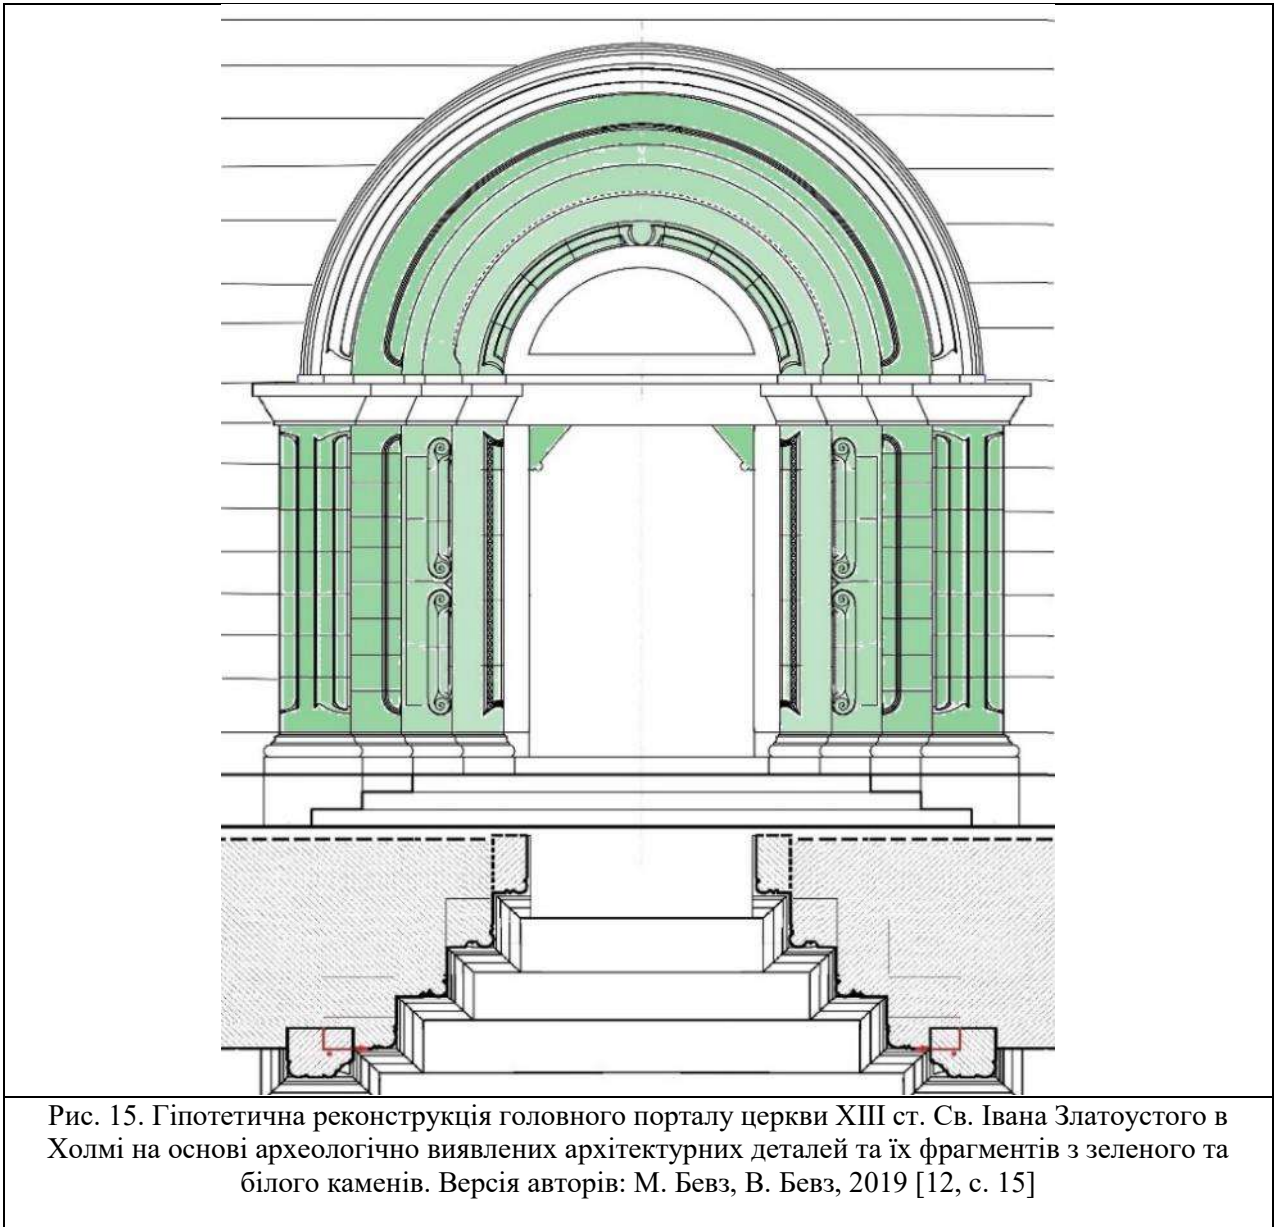 Рис. 15. Гіпотетична реконструкція головного порталу церкви XIII ст. Св. Івана Златоустого в
Холмі на основі археологічно виявлених архітектурних деталей та їх фрагментів з зеленого та
білого каменів. Версія авторів: М. Бевз, В. Бевз, 2019 [12, с. 15]